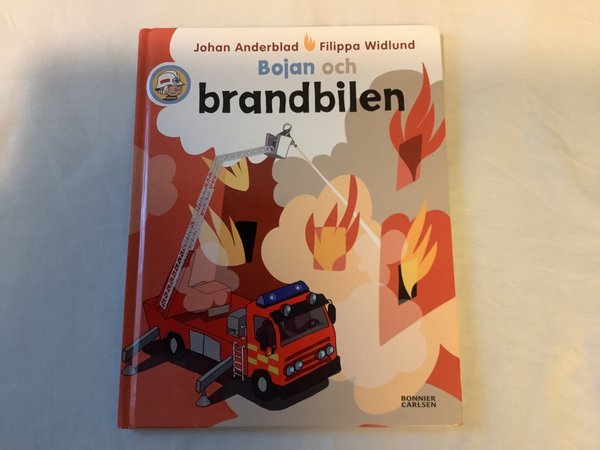 Johan Anderblad Filippa Widlund
Bojan och
brandbilen
BONNIER
CARLSEN